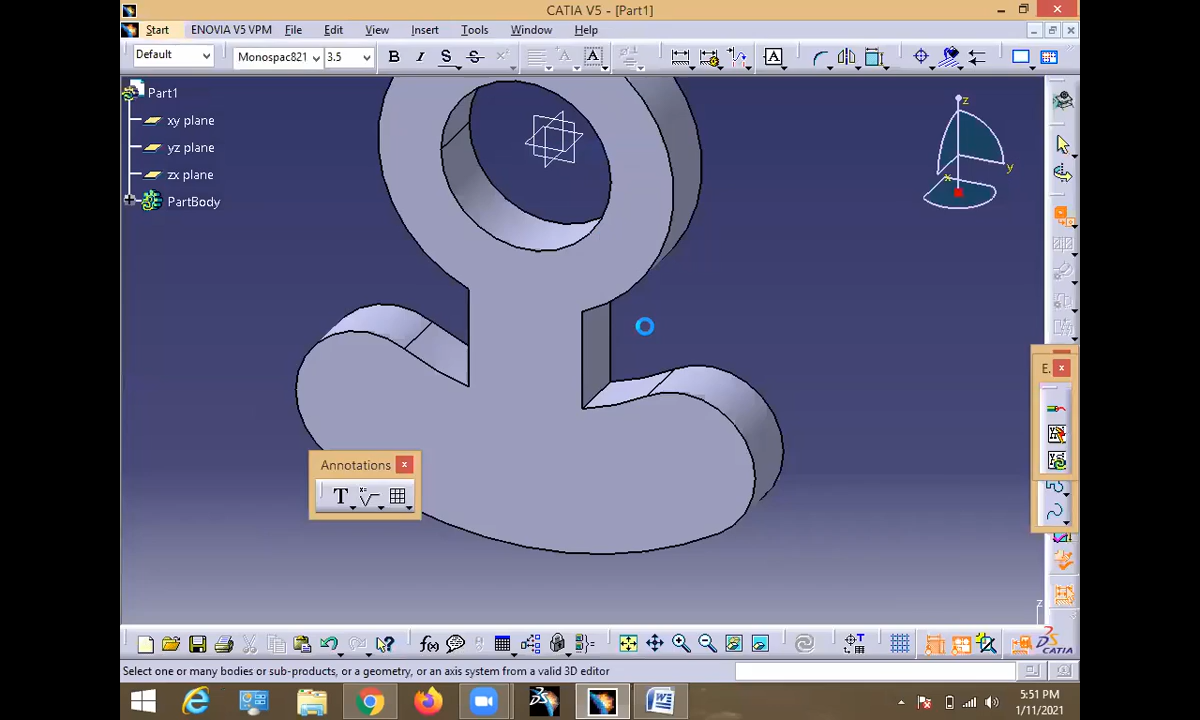 CATIA V5 - [Part1]
Start ENOVIA V5 VPM File Edit View Insert Tools Window Help
Default Monospac821 3.5 B I S S A A
Part1
xy plane
yz plane
zx plane
PartBody
z
y
x
E.
Annotations
T
z
f(x)
T
CATIA
Select one or many bodies or sub-products, or a geometry, or an axis system from a valid 3D editor
5:51 PM
1/11/2021